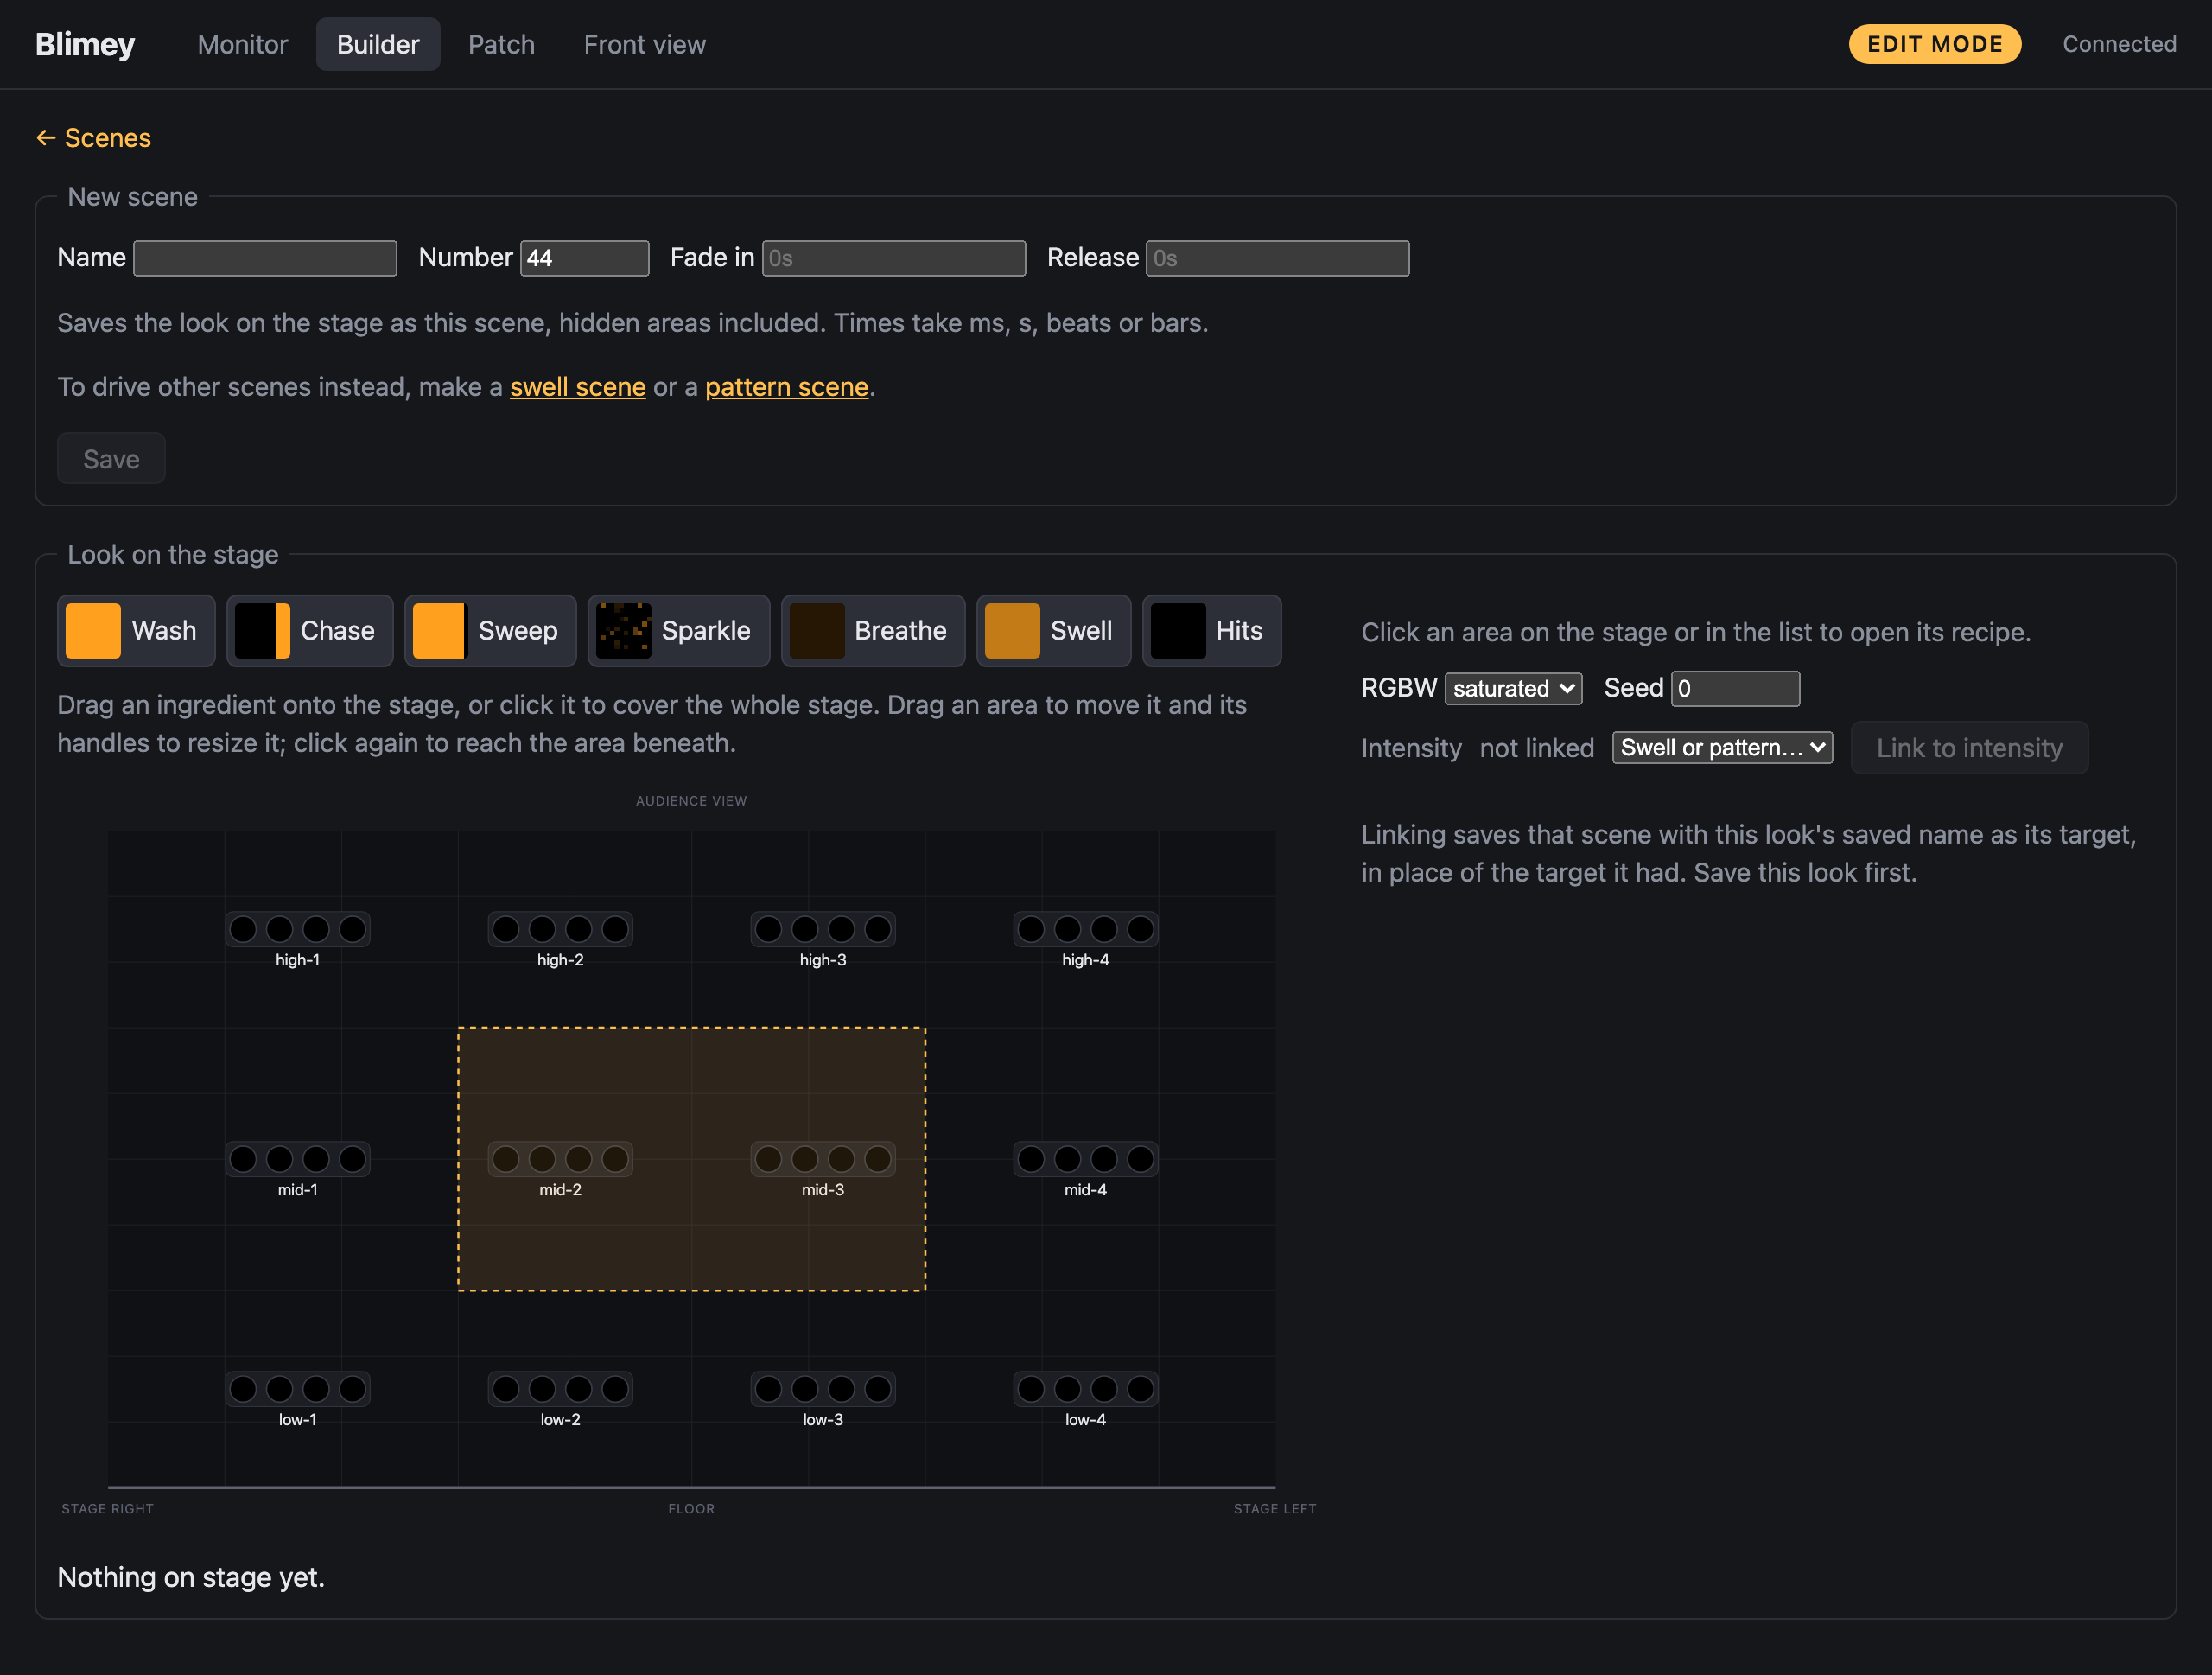 Blimey Monitor Builder Patch Front view EDIT MODE Connected
← Scenes
New scene
Name Number 44 Fade in 0s Release 0s
Saves the look on the stage as this scene, hidden areas included. Times take ms, s, beats or bars.
To drive other scenes instead, make a swell scene or a pattern scene.
Save
Look on the stage
Wash Chase Sweep Sparkle Breathe Swell Hits
Drag an ingredient onto the stage, or click it to cover the whole stage. Drag an area to move it and its
handles to resize it; click again to reach the area beneath.
Click an area on the stage or in the list to open its recipe.
RGBW saturated Seed 0
Intensity not linked Swell or pattern... Link to intensity
Linking saves that scene with this look's saved name as its target,
in place of the target it had. Save this look first.
AUDIENCE VIEW
high-1 high-2 high-3 high-4
mid-1 mid-2 mid-3 mid-4
low-1 low-2 low-3 low-4
STAGE RIGHT FLOOR STAGE LEFT
Nothing on stage yet.